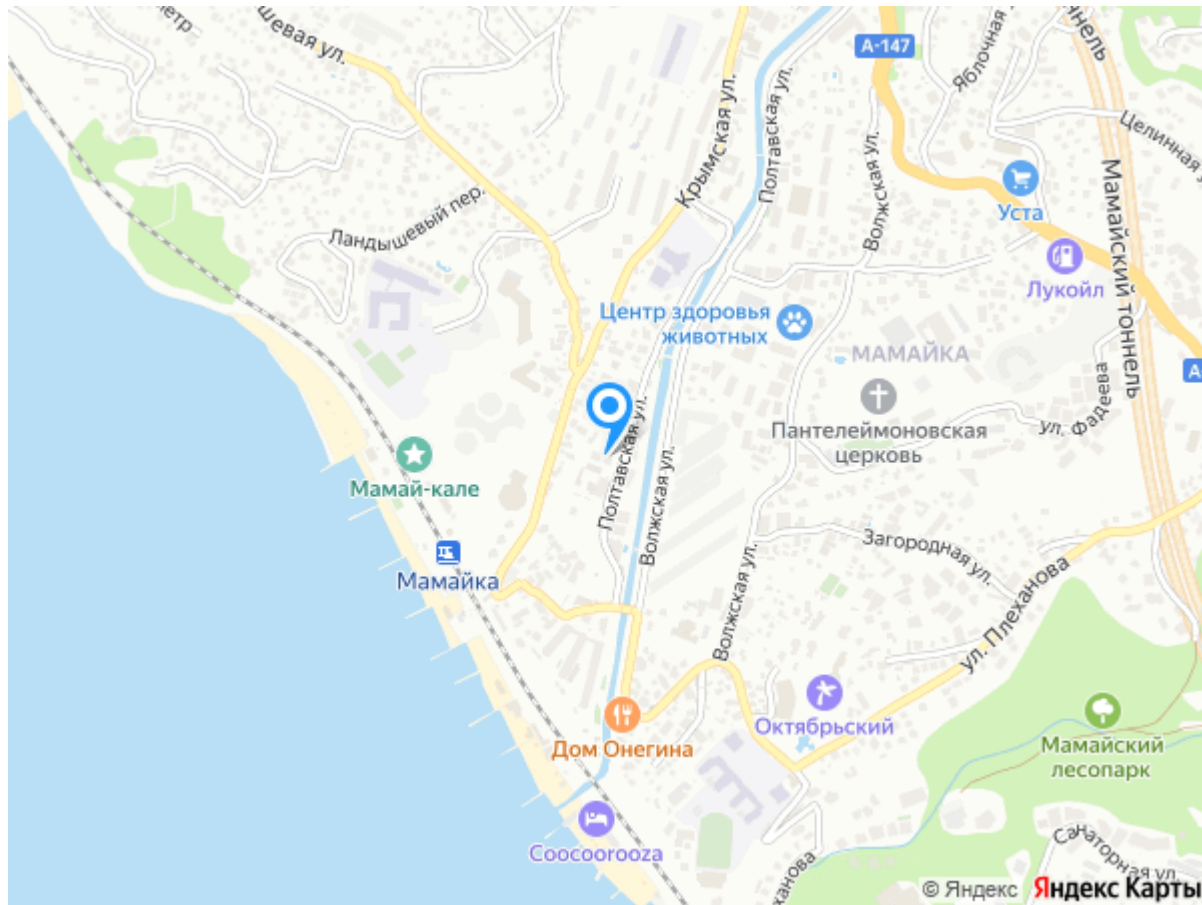 шевая ул.
Крымская ул.
Полтавская ул.
А-147
Яблочная
Целинная у
Волжская ул.
Уста
Мамайский тоннель
Ландышевый пер.
Лукойл
Центр здоровья
животных
МАМАЙКА
А
Полтавская ул.
ул. Фадеева
Пантелеймоновская
церковь
Мамай-кале
Волжская ул.
Загородная ул.
Мамайка
Волжская ул.
ул. Плеханова
Октябрьский
Дом Онегина
Мамайский
лесопарк
Coocoorooza
Санаторная ул.
ханова
© Яндекс Яндекс Карты